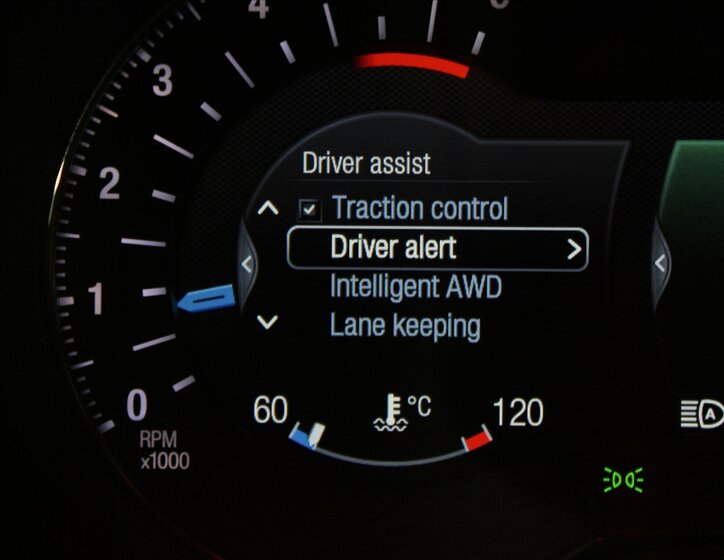 4
3
2
1
0
RPM
x1000
Driver assist
Traction control
Driver alert
Intelligent AWD
Lane keeping
60
°C
120
A